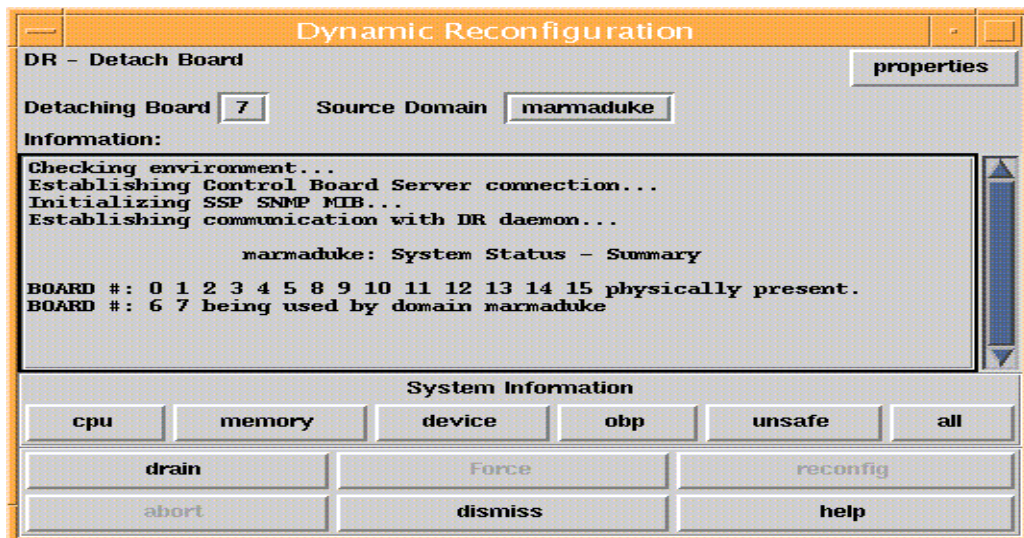 Dynamic Reconfiguration
DR - Detach Board
properties
Detaching Board 7 Source Domain marmaduke
Information:
Checking environment...
Establishing Control Board Server connection...
Initializing SSP SNMP MIB...
Establishing communication with DR daemon...
marmaduke: System Status - Summary
BOARD #: 0 1 2 3 4 5 8 9 10 11 12 13 14 15 physically present.
BOARD #: 6 7 being used by domain marmaduke
System Information
cpu memory device obp unsafe all
drain Force reconfig
abort dismiss help